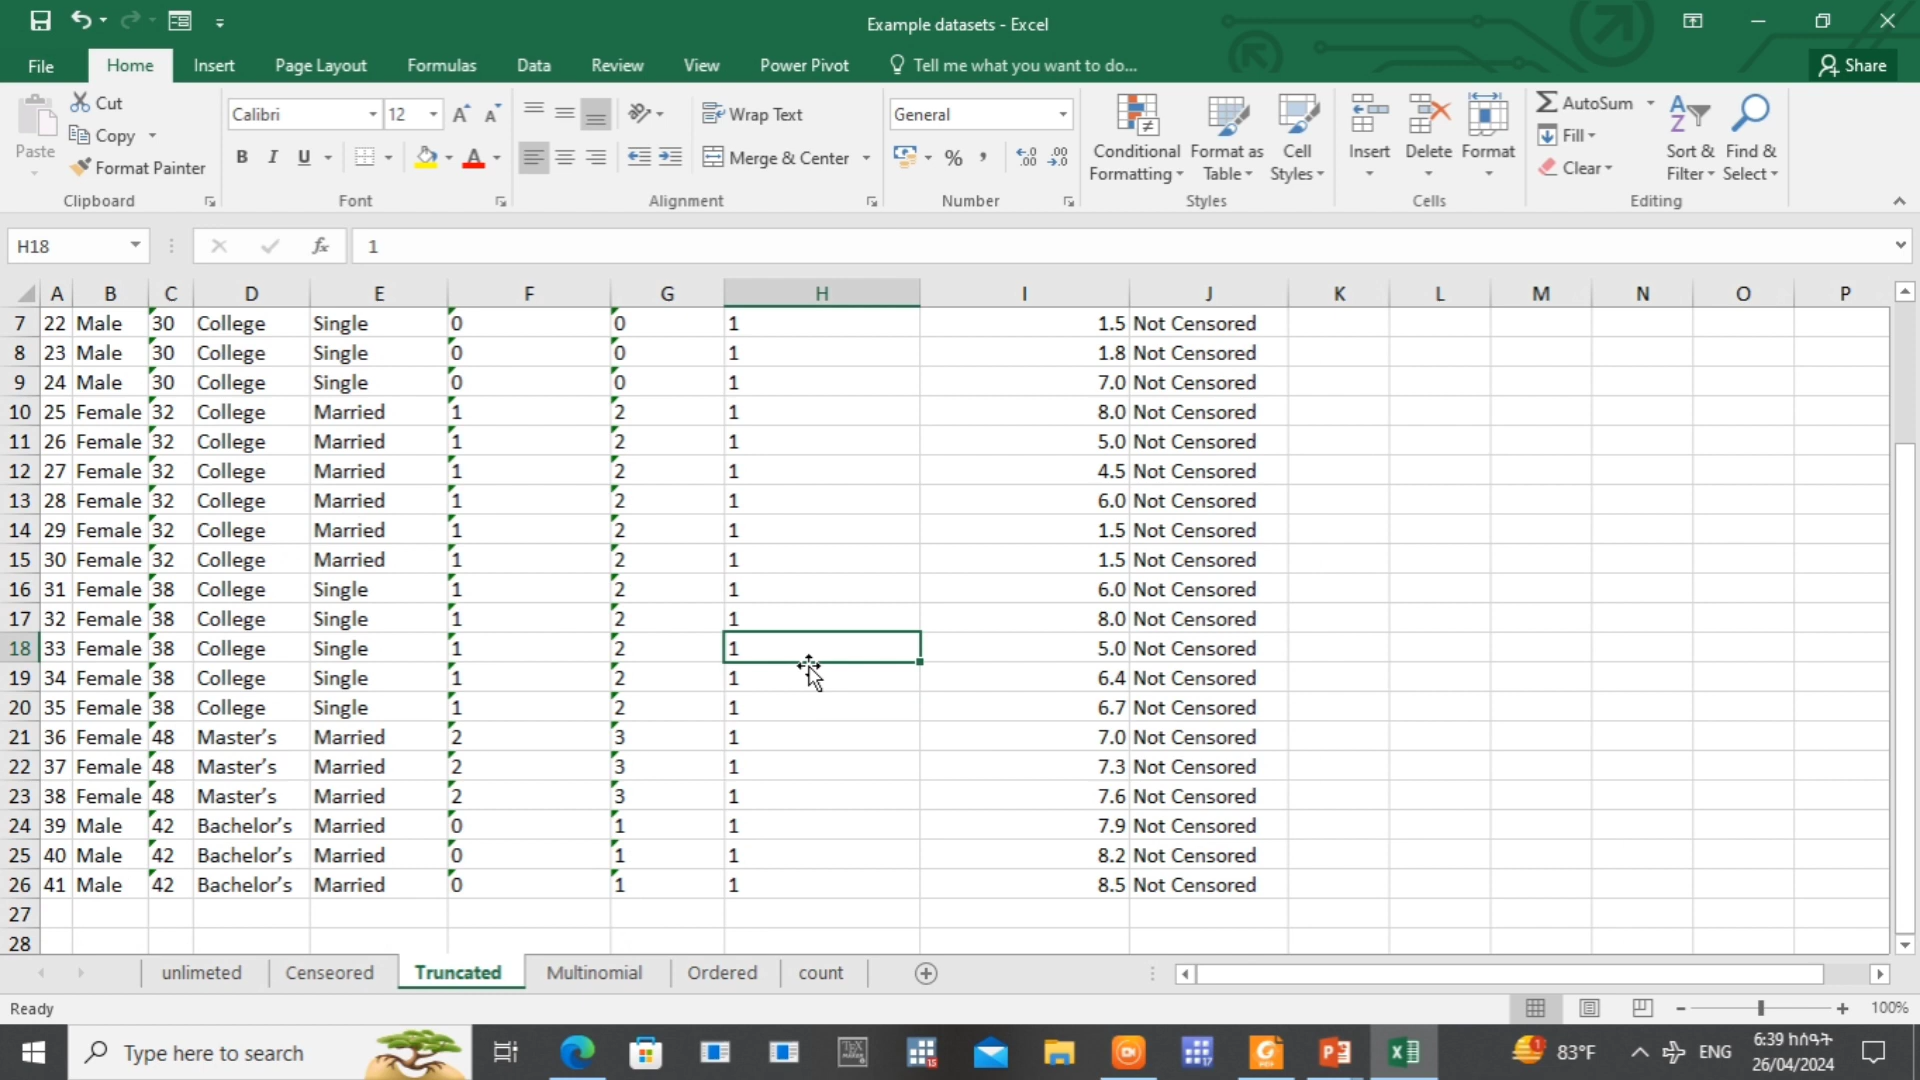 Example datasets - Excel
File Home Insert Page Layout Formulas Data Review View Power Pivot Tell me what you want to do... Share
Paste Cut Copy Format Painter Clipboard
Calibri 12 A A B I U A Font
Wrap Text Merge & Center Alignment
General % , Number
Conditional Formatting Format as Table Cell Styles Styles
Insert Delete Format Cells
AutoSum Fill Clear Sort & Filter Find & Select Editing
H18 fx 1
A B C D E F G H I J K L M N O P
7 22 Male 30 College Single 0 0 1 1.5 Not Censored
8 23 Male 30 College Single 0 0 1 1.8 Not Censored
9 24 Male 30 College Single 0 0 1 7.0 Not Censored
10 25 Female 32 College Married 1 2 1 8.0 Not Censored
11 26 Female 32 College Married 1 2 1 5.0 Not Censored
12 27 Female 32 College Married 1 2 1 4.5 Not Censored
13 28 Female 32 College Married 1 2 1 6.0 Not Censored
14 29 Female 32 College Married 1 2 1 1.5 Not Censored
15 30 Female 32 College Married 1 2 1 1.5 Not Censored
16 31 Female 38 College Single 1 2 1 6.0 Not Censored
17 32 Female 38 College Single 1 2 1 8.0 Not Censored
18 33 Female 38 College Single 1 2 1 5.0 Not Censored
19 34 Female 38 College Single 1 2 1 6.4 Not Censored
20 35 Female 38 College Single 1 2 1 6.7 Not Censored
21 36 Female 48 Master’s Married 2 3 1 7.0 Not Censored
22 37 Female 48 Master’s Married 2 3 1 7.3 Not Censored
23 38 Female 48 Master’s Married 2 3 1 7.6 Not Censored
24 39 Male 42 Bachelor’s Married 0 1 1 7.9 Not Censored
25 40 Male 42 Bachelor’s Married 0 1 1 8.2 Not Censored
26 41 Male 42 Bachelor’s Married 0 1 1 8.5 Not Censored
27
28
unlimeted Censeored Truncated Multinomial Ordered count
Ready 100%
Type here to search 83°F ENG 6:39 ከሰዓት
26/04/2024